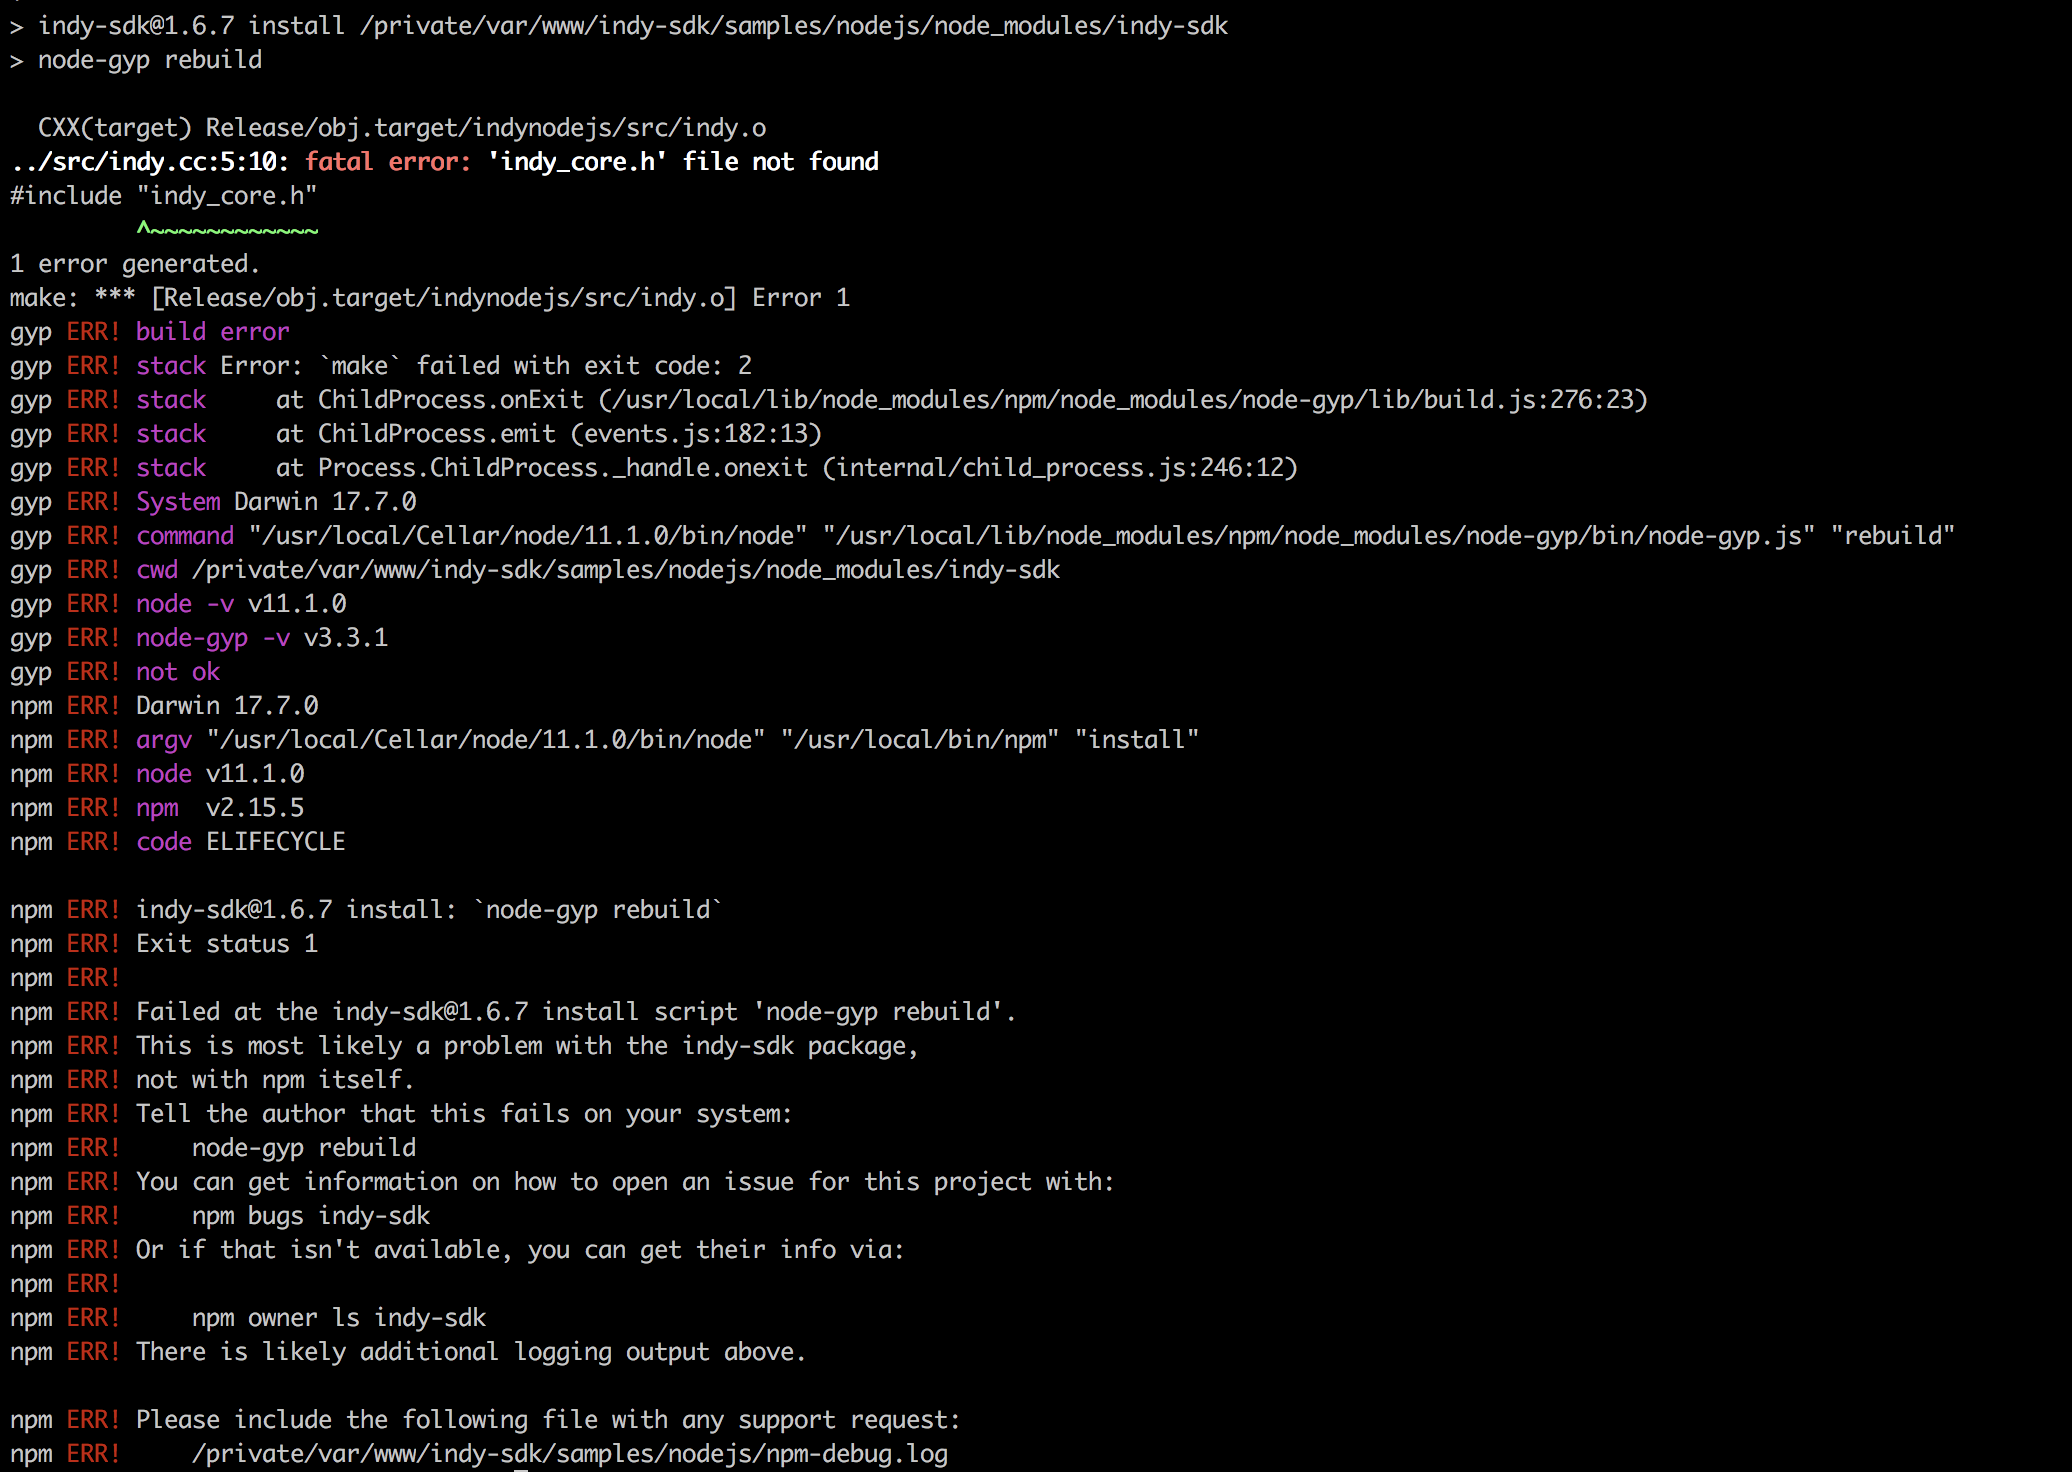 > indy-sdk@1.6.7 install /private/var/www/indy-sdk/samples/nodejs/node_modules/indy-sdk
> node-gyp rebuild
CXX(target) Release/obj.target/indynodejs/src/indy.o
../src/indy.cc:5:10: fatal error: 'indy_core.h' file not found
#include "indy_core.h"
^~~~~~~~~~~~~
1 error generated.
make: *** [Release/obj.target/indynodejs/src/indy.o] Error 1
gyp ERR! build error
gyp ERR! stack Error: `make` failed with exit code: 2
gyp ERR! stack     at ChildProcess.onExit (/usr/local/lib/node_modules/npm/node_modules/node-gyp/lib/build.js:276:23)
gyp ERR! stack     at ChildProcess.emit (events.js:182:13)
gyp ERR! stack     at Process.ChildProcess._handle.onexit (internal/child_process.js:246:12)
gyp ERR! System Darwin 17.7.0
gyp ERR! command "/usr/local/Cellar/node/11.1.0/bin/node" "/usr/local/lib/node_modules/npm/node_modules/node-gyp/bin/node-gyp.js" "rebuild"
gyp ERR! cwd /private/var/www/indy-sdk/samples/nodejs/node_modules/indy-sdk
gyp ERR! node -v v11.1.0
gyp ERR! node-gyp -v v3.3.1
gyp ERR! not ok
npm ERR! Darwin 17.7.0
npm ERR! argv "/usr/local/Cellar/node/11.1.0/bin/node" "/usr/local/bin/npm" "install"
npm ERR! node v11.1.0
npm ERR! npm  v2.15.5
npm ERR! code ELIFECYCLE
npm ERR! indy-sdk@1.6.7 install: `node-gyp rebuild`
npm ERR! Exit status 1
npm ERR!
npm ERR! Failed at the indy-sdk@1.6.7 install script 'node-gyp rebuild'.
npm ERR! This is most likely a problem with the indy-sdk package,
npm ERR! not with npm itself.
npm ERR! Tell the author that this fails on your system:
npm ERR!     node-gyp rebuild
npm ERR! You can get information on how to open an issue for this project with:
npm ERR!     npm bugs indy-sdk
npm ERR! Or if that isn't available, you can get their info via:
npm ERR!
npm ERR!     npm owner ls indy-sdk
npm ERR! There is likely additional logging output above.
npm ERR! Please include the following file with any support request:
npm ERR!     /private/var/www/indy-sdk/samples/nodejs/npm-debug.log